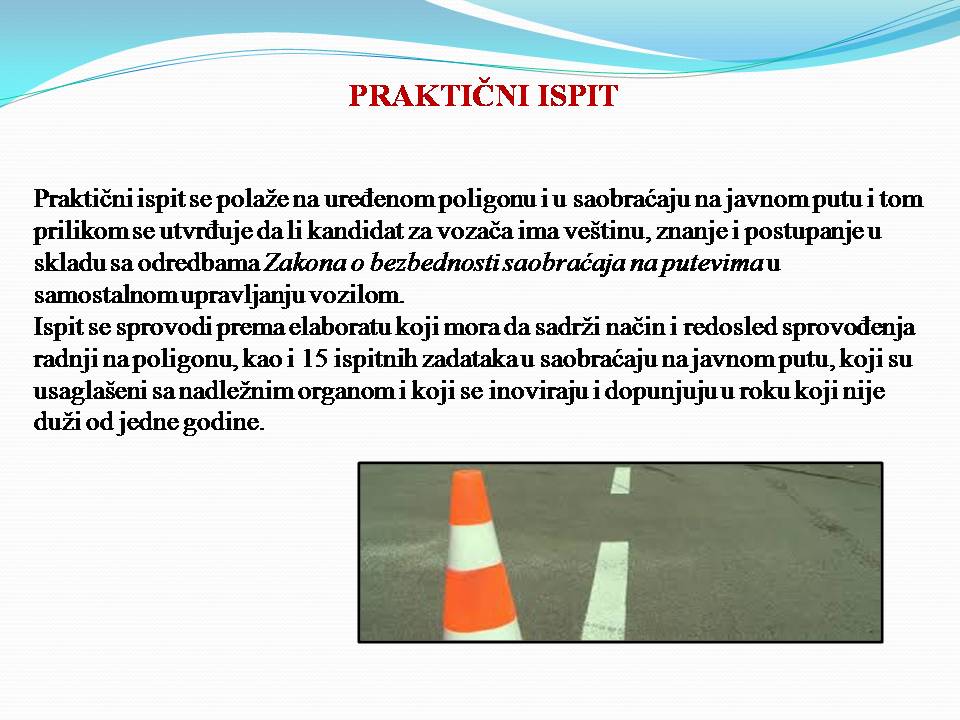 PRAKTIČNI ISPIT
Praktični ispit se polaže na uređenom poligonu i u saobraćaju na javnom putu i tom
prilikom se utvrđuje da li kandidat za vozača ima veštinu, znanje i postupanje u
skladu sa odredbama Zakona o bezbednosti saobraćaja na putevima u
samostalnom upravljanju vozilom.
Ispit se sprovodi prema elaboratu koji mora da sadrži način i redosled sprovođenja
radnji na poligonu, kao i 15 ispitnih zadataka u saobraćaju na javnom putu, koji su
usaglašeni sa nadležnim organom i koji se inoviraju i dopunjuju u roku koji nije
duži od jedne godine.